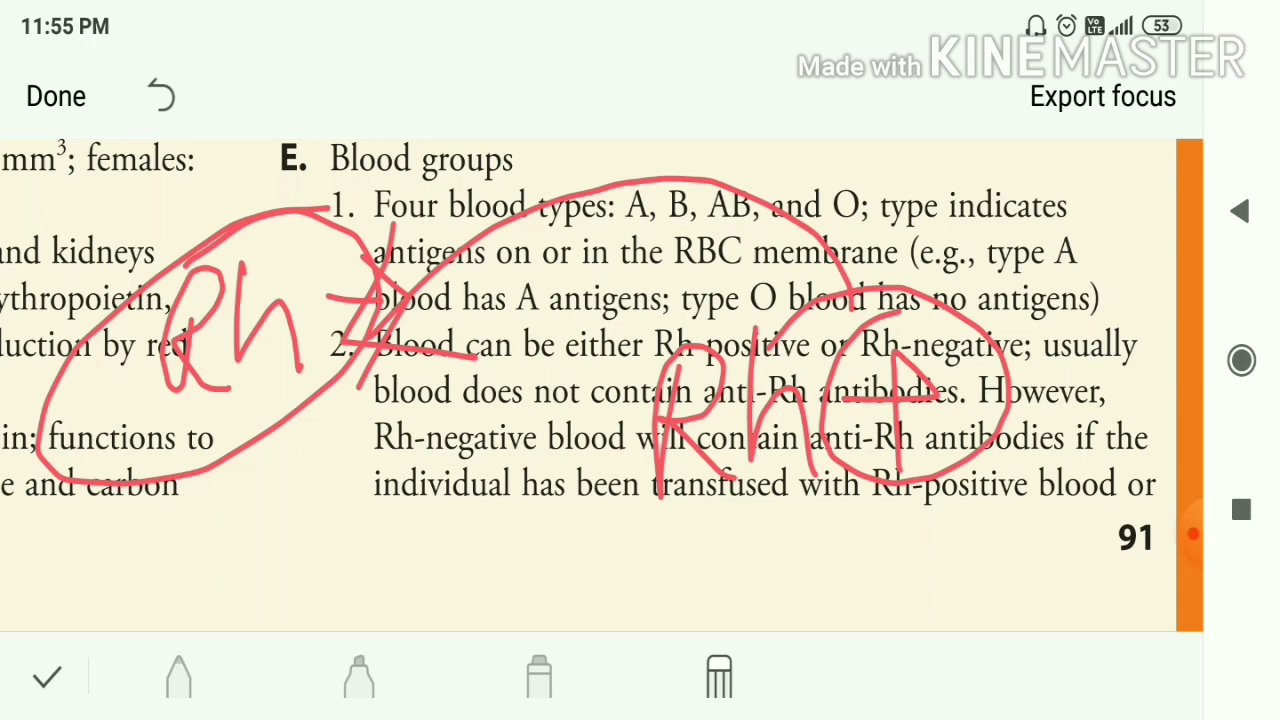 11:55 PM
Vo LTE
53
Made with KINEMASTER
Done
Export focus
mm³; females:
and kidneys
ythropoietin,
luction by red
in; functions to
e and carbon
E. Blood groups
1. Four blood types: A, B, AB, and O; type indicates
antigens on or in the RBC membrane (e.g., type A
blood has A antigens; type O blood has no antigens)
2. Blood can be either Rh-positive or Rh-negative; usually
blood does not contain anti-Rh antibodies. However,
Rh-negative blood will contain anti-Rh antibodies if the
individual has been transfused with Rh-positive blood or
91
Rh -
Rh +